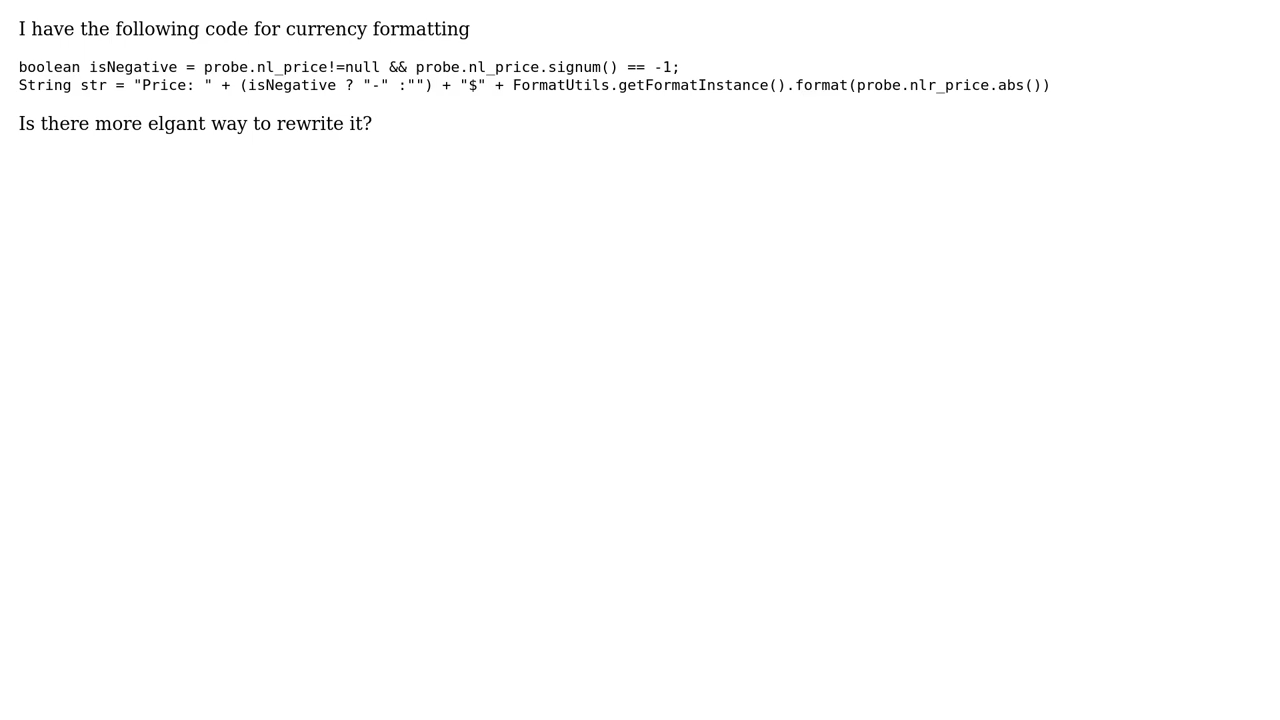 I have the following code for currency formatting
boolean isNegative = probe.nl_price!=null && probe.nl_price.signum() == -1;
String str = "Price: " + (isNegative ? "-" :"") + "$" + FormatUtils.getFormatInstance().format(probe.nlr_price.abs())
Is there more elgant way to rewrite it?